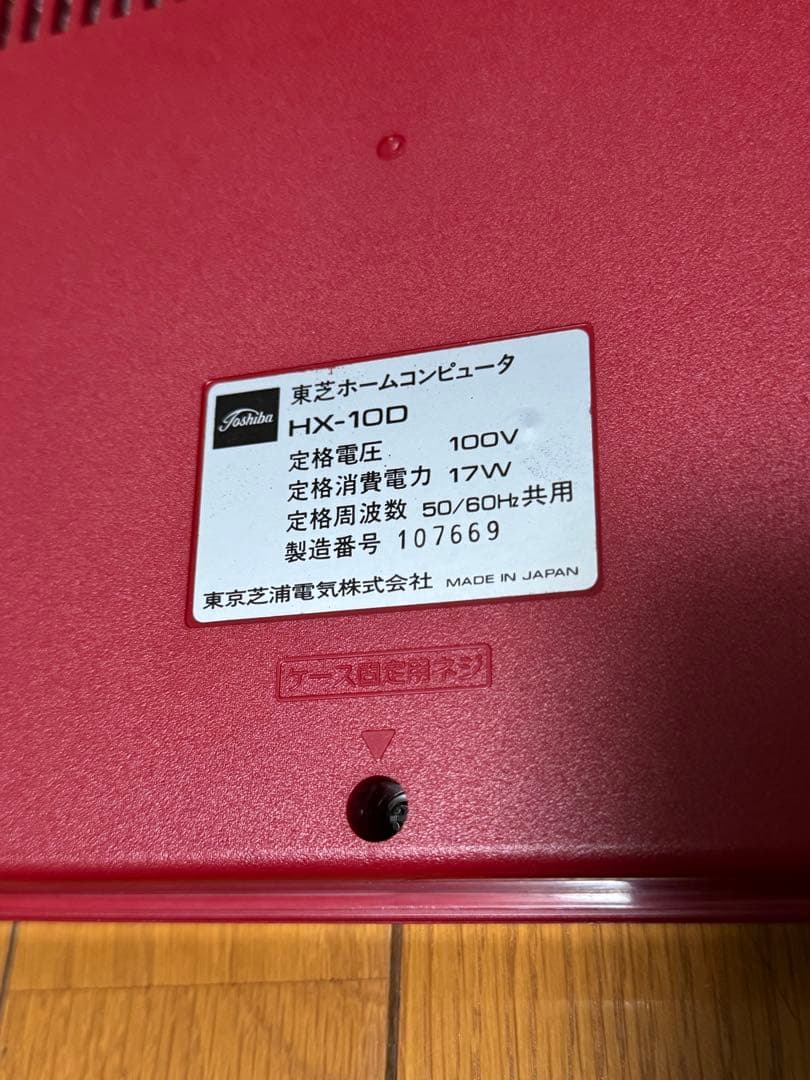 Toshiba
東芝ホームコンピュータ
HX-10D
定格電圧 100V
定格消費電力 17W
定格周波数 50/60Hz共用
製造番号 107669
東京芝浦電気株式会社 MADE IN JAPAN
ケース固定用ネジ